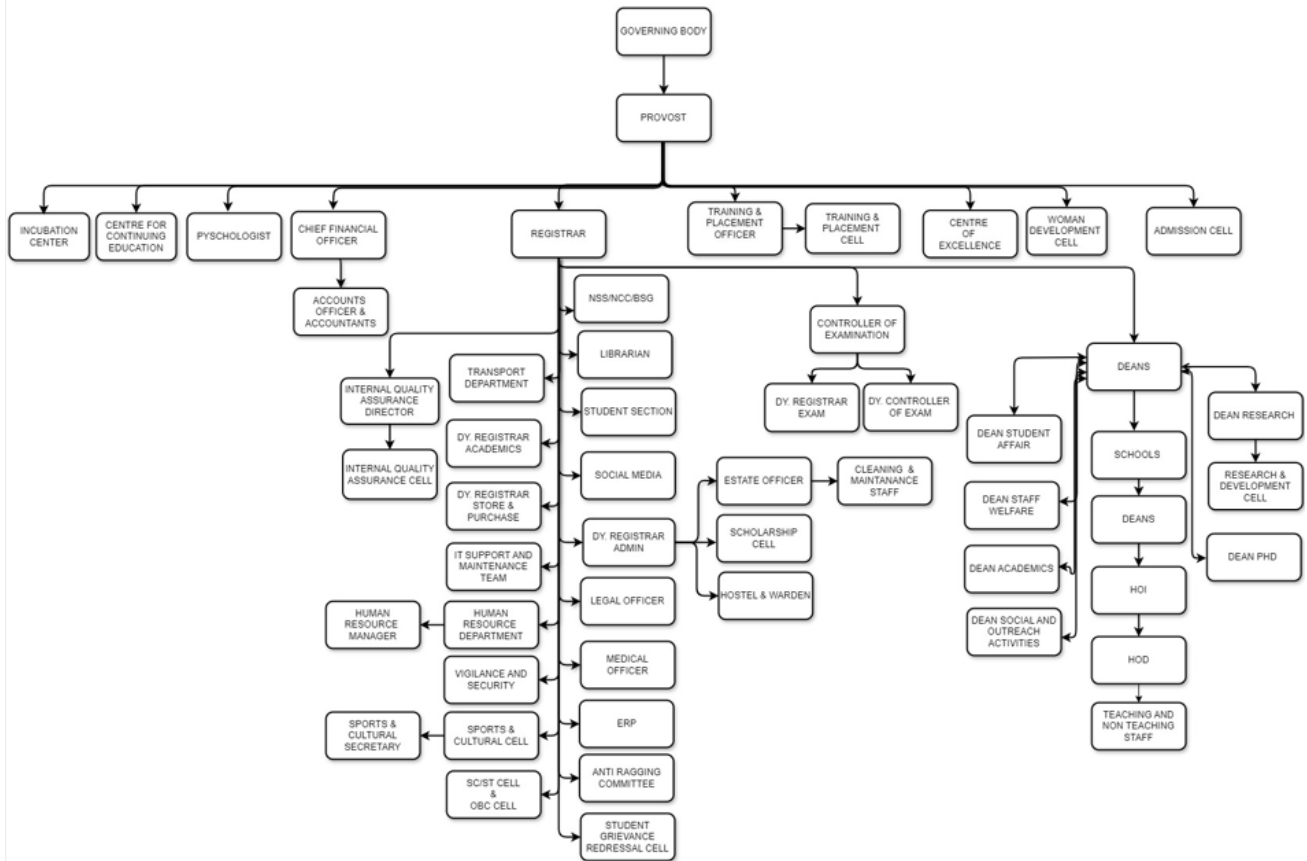 GOVERNING BODY
PROVOST
INCUBATION
CENTER
CENTRE FOR
CONTINUING
EDUCATION
PYSCHOLOGIST
CHIEF FINANCIAL
OFFICER
REGISTRAR
TRAINING &
PLACEMENT
OFFICER
TRAINING &
PLACEMENT
CELL
CENTRE
OF
EXCELLENCE
WOMAN
DEVELOPMENT
CELL
ADMISSION CELL
ACCOUNTS
OFFICER &
ACCOUNTANTS
INTERNAL QUALITY
ASSURANCE
DIRECTOR
INTERNAL QUALITY
ASSURANCE CELL
TRANSPORT
DEPARTMENT
DY. REGISTRAR
ACADEMICS
DY. REGISTRAR
STORE &
PURCHASE
IT SUPPORT AND
MAINTENANCE
TEAM
HUMAN
RESOURCE
DEPARTMENT
HUMAN
RESOURCE
MANAGER
VIGILANCE AND
SECURITY
SPORTS &
CULTURAL CELL
SPORTS &
CULTURAL
SECRETARY
SC/ST CELL
&
OBC CELL
NSS/NCC/BSG
LIBRARIAN
STUDENT SECTION
SOCIAL MEDIA
DY. REGISTRAR
ADMIN
LEGAL OFFICER
MEDICAL
OFFICER
ERP
ANTI RAGGING
COMMITTEE
STUDENT
GRIEVANCE
REDRESSAL CELL
ESTATE OFFICER
CLEANING &
MAINTANANCE
STAFF
SCHOLARSHIP
CELL
HOSTEL & WARDEN
CONTROLLER OF
EXAMINATION
DY. REGISTRAR
EXAM
DY. CONTROLLER
OF EXAM
DEANS
DEAN STUDENT
AFFAIR
DEAN STAFF
WELFARE
DEAN ACADEMICS
DEAN SOCIAL AND
OUTREACH
ACTIVITIES
SCHOOLS
DEANS
HOI
HOD
TEACHING AND
NON TEACHING
STAFF
DEAN RESEARCH
RESEARCH &
DEVELOPMENT
CELL
DEAN PHD